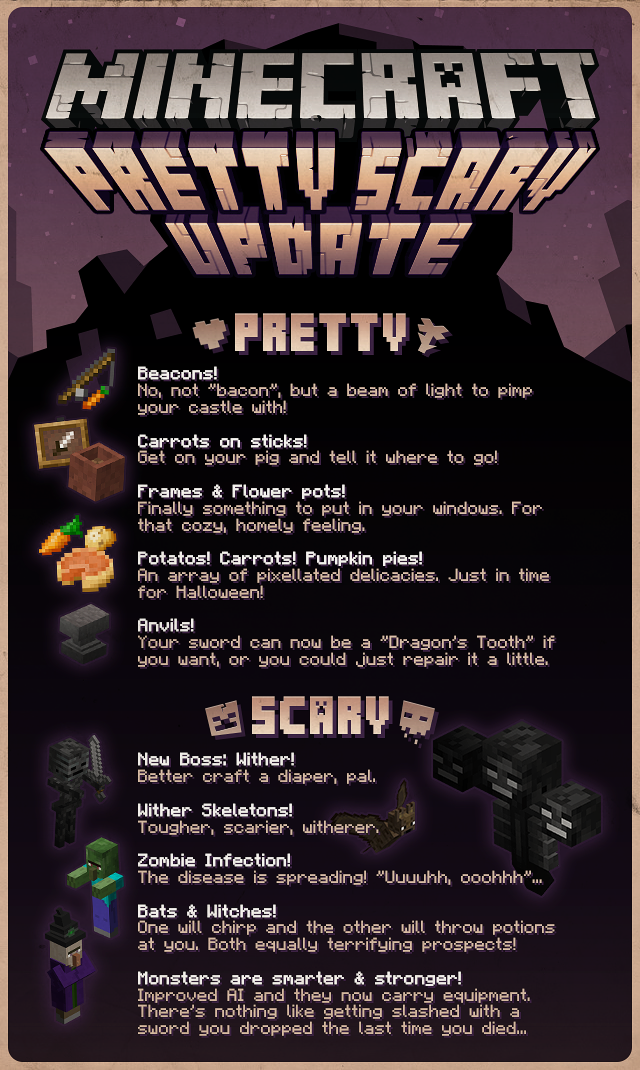 MINECRAFT
PRETTY SCARY
UPDATE
PRETTY
Beacons!
No, not "bacon", but a beam of light to pimp
your castle with!
Carrots on sticks!
Get on your pig and tell it where to go!
Frames & Flower pots!
Finally something to put in your windows. For
that cozy, homely feeling.
Potatos! Carrots! Pumpkin pies!
An array of pixellated delicacies. Just in time
for Halloween!
Anvils!
Your sword can now be a "Dragon's Tooth" if
you want, or you could just repair it a little.
SCARY
New Boss: Wither!
Better craft a diaper, pal.
Wither Skeletons!
Tougher, scarier, witherer.
Zombie Infection!
The disease is spreading! "Uuuuhh, ooohhh"...
Bats & Witches!
One will chirp and the other will throw potions
at you. Both equally terrifying prospects!
Monsters are smarter & stronger!
Improved AI and they now carry equipment.
There's nothing like getting slashed with a
sword you dropped the last time you died...